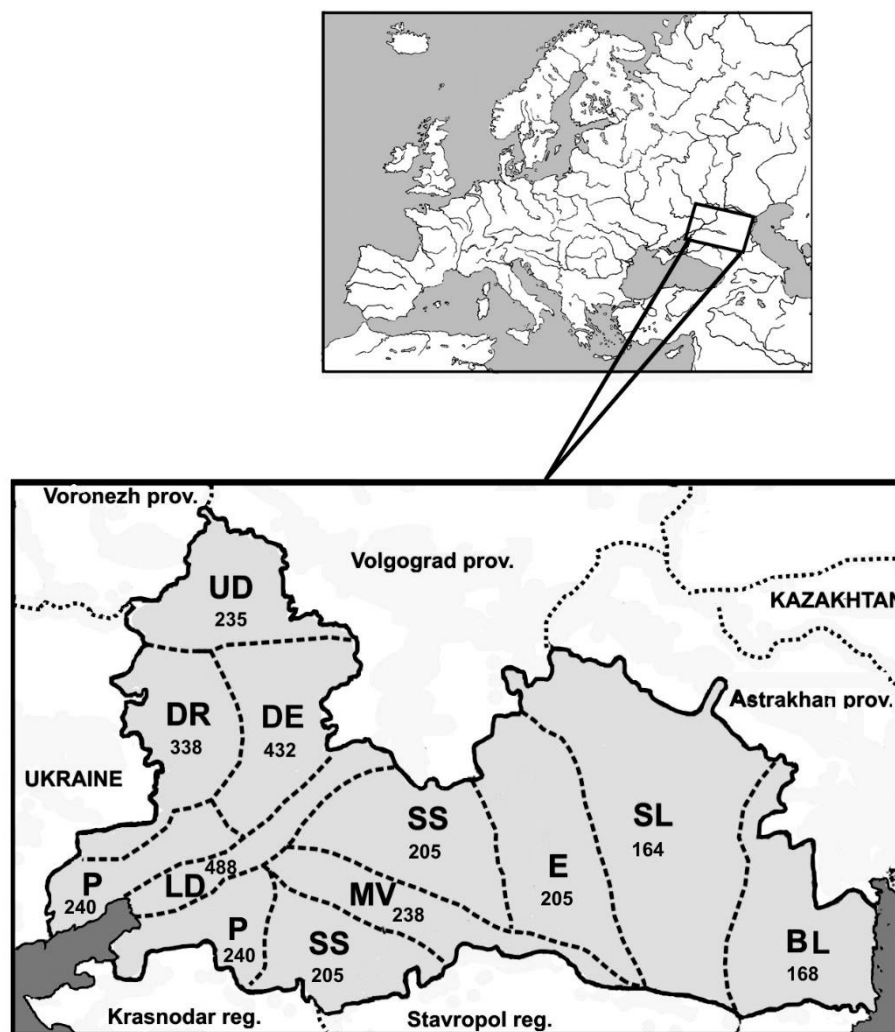 Voronezh prov.
Volgograd prov.
UD
235
KAZAKHTAN
Astrakhan prov.
DR
338
DE
432
UKRAINE
SS
205
SL
164
E
205
488
LD
P
240
MV
238
P
240
SS
205
BL
168
Krasnodar reg.
Stavropol reg.